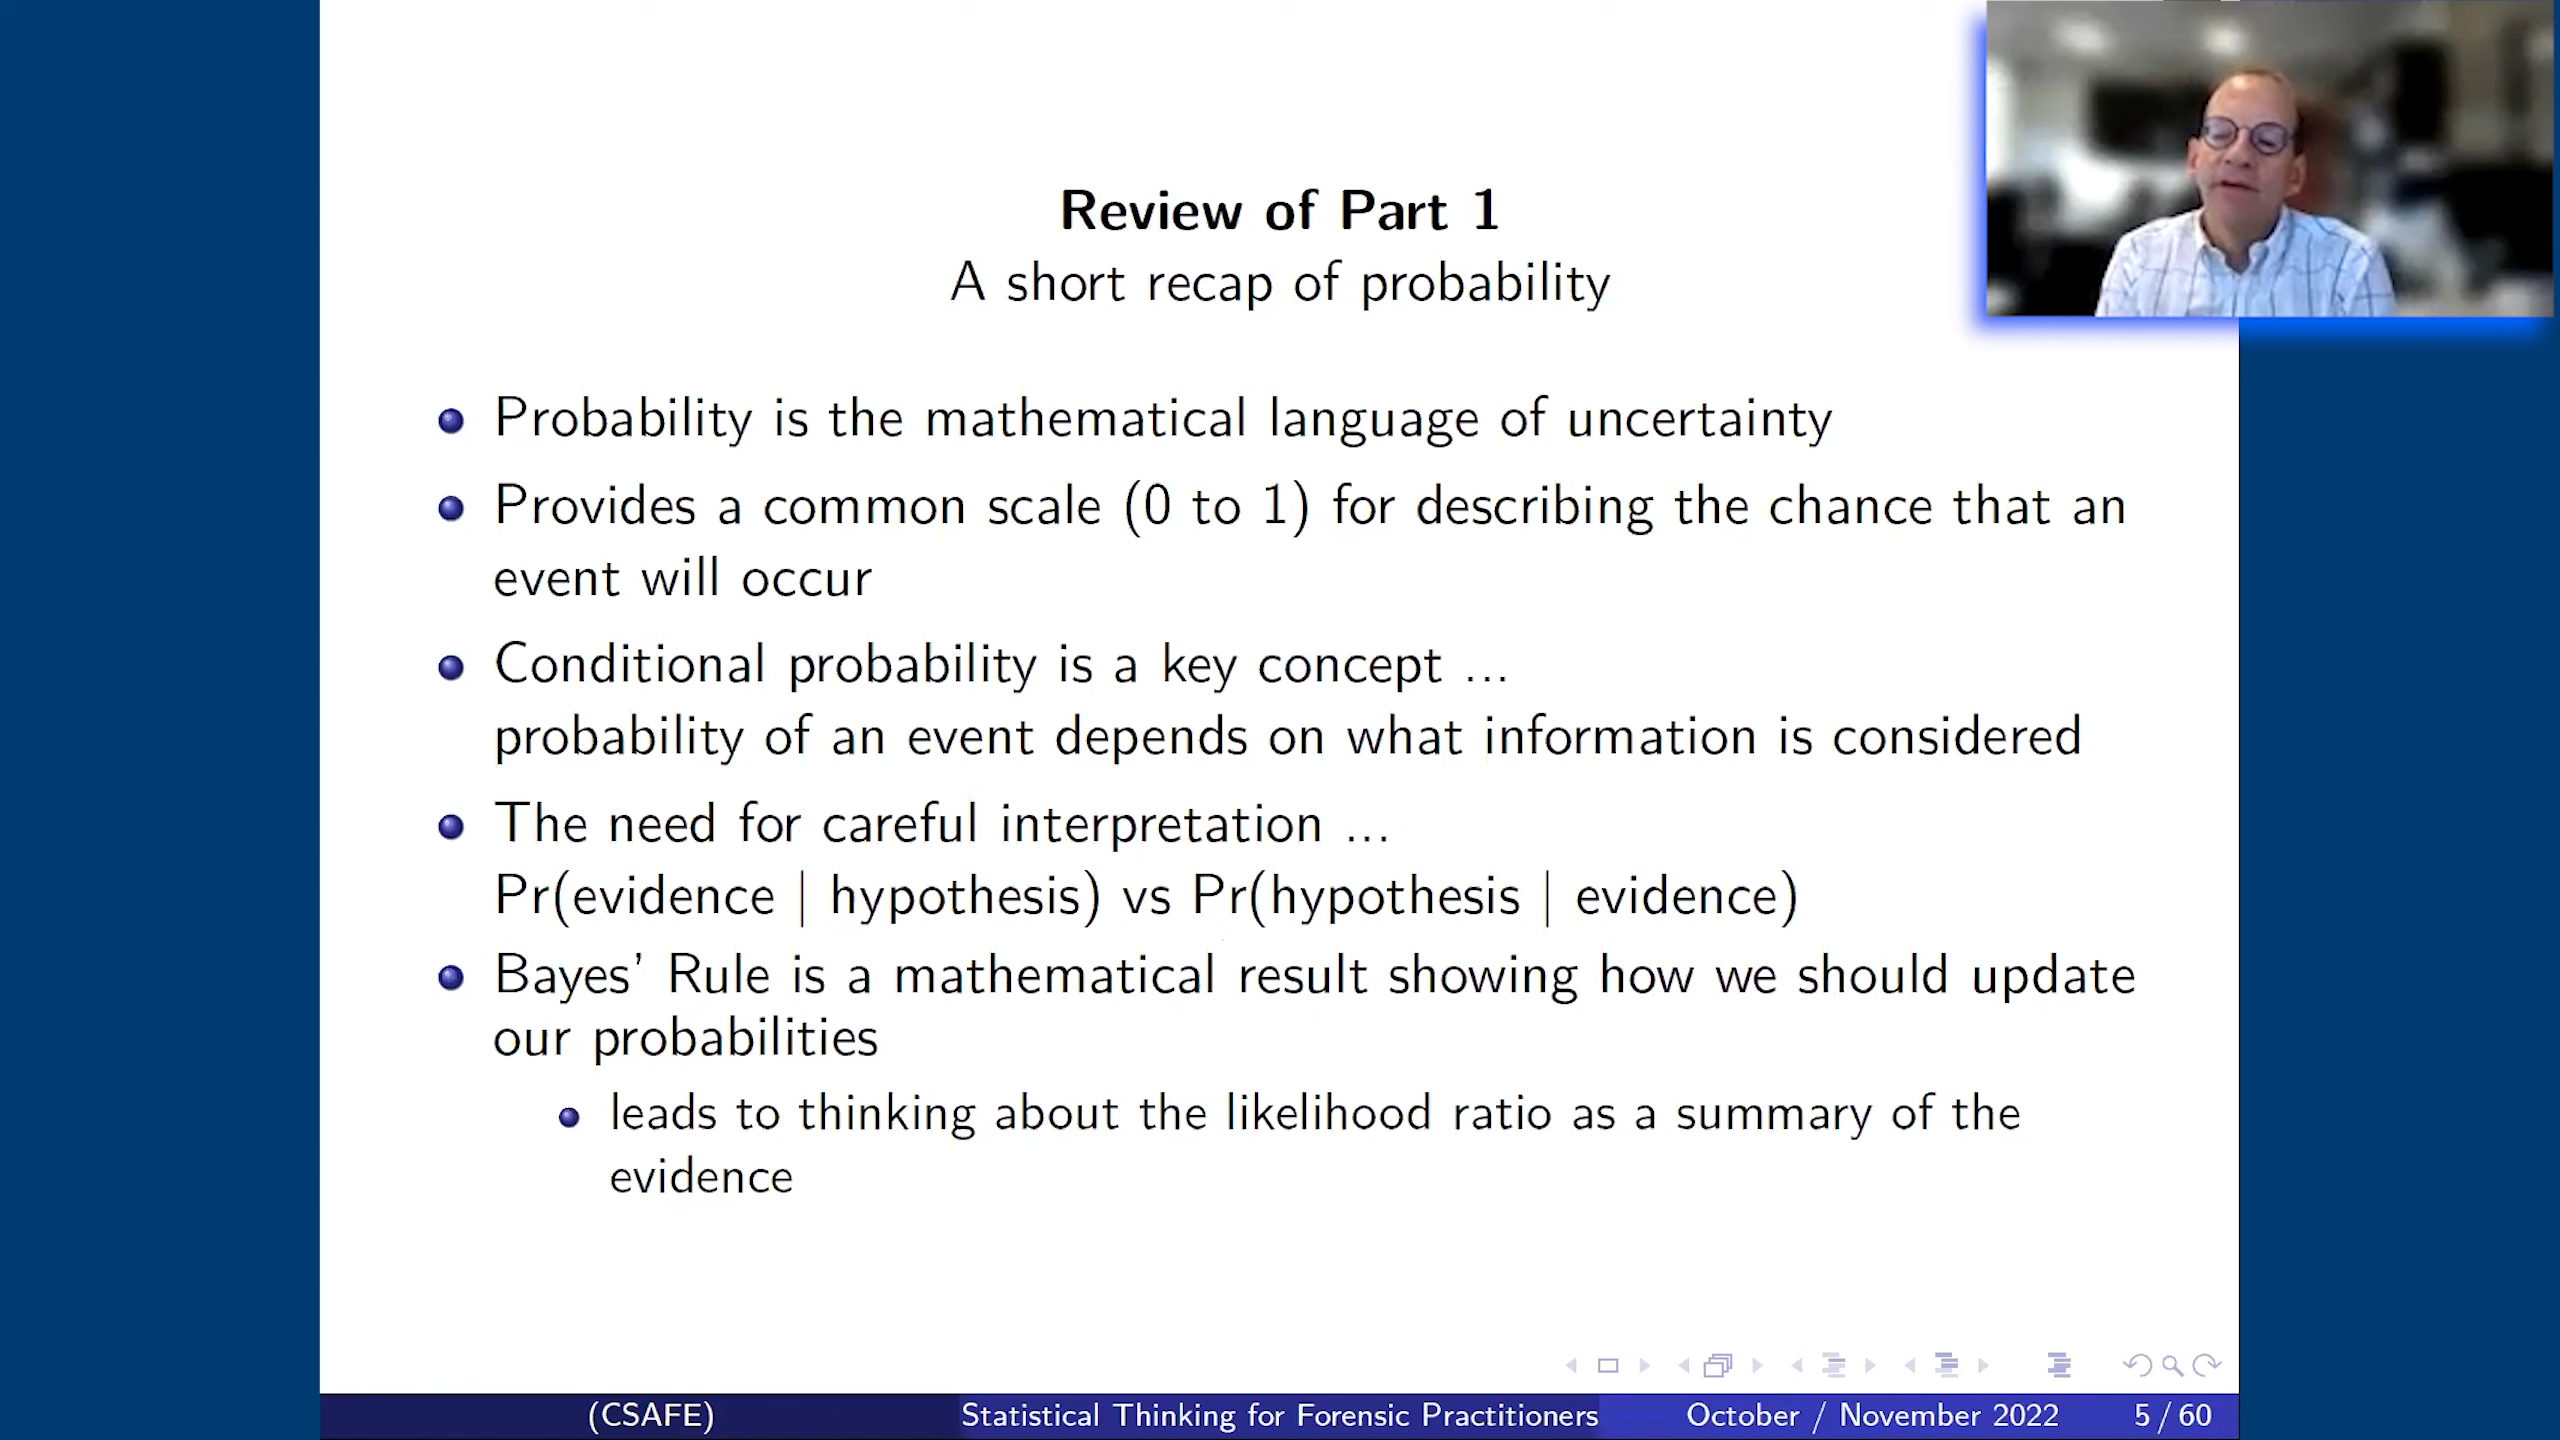 Review of Part 1
A short recap of probability
Probability is the mathematical language of uncertainty
Provides a common scale (0 to 1) for describing the chance that an
event will occur
Conditional probability is a key concept ...
probability of an event depends on what information is considered
The need for careful interpretation ...
Pr(evidence | hypothesis) vs Pr(hypothesis | evidence)
Bayes' Rule is a mathematical result showing how we should update
our probabilities
leads to thinking about the likelihood ratio as a summary of the
evidence
(CSAFE) Statistical Thinking for Forensic Practitioners October / November 2022 5 / 60